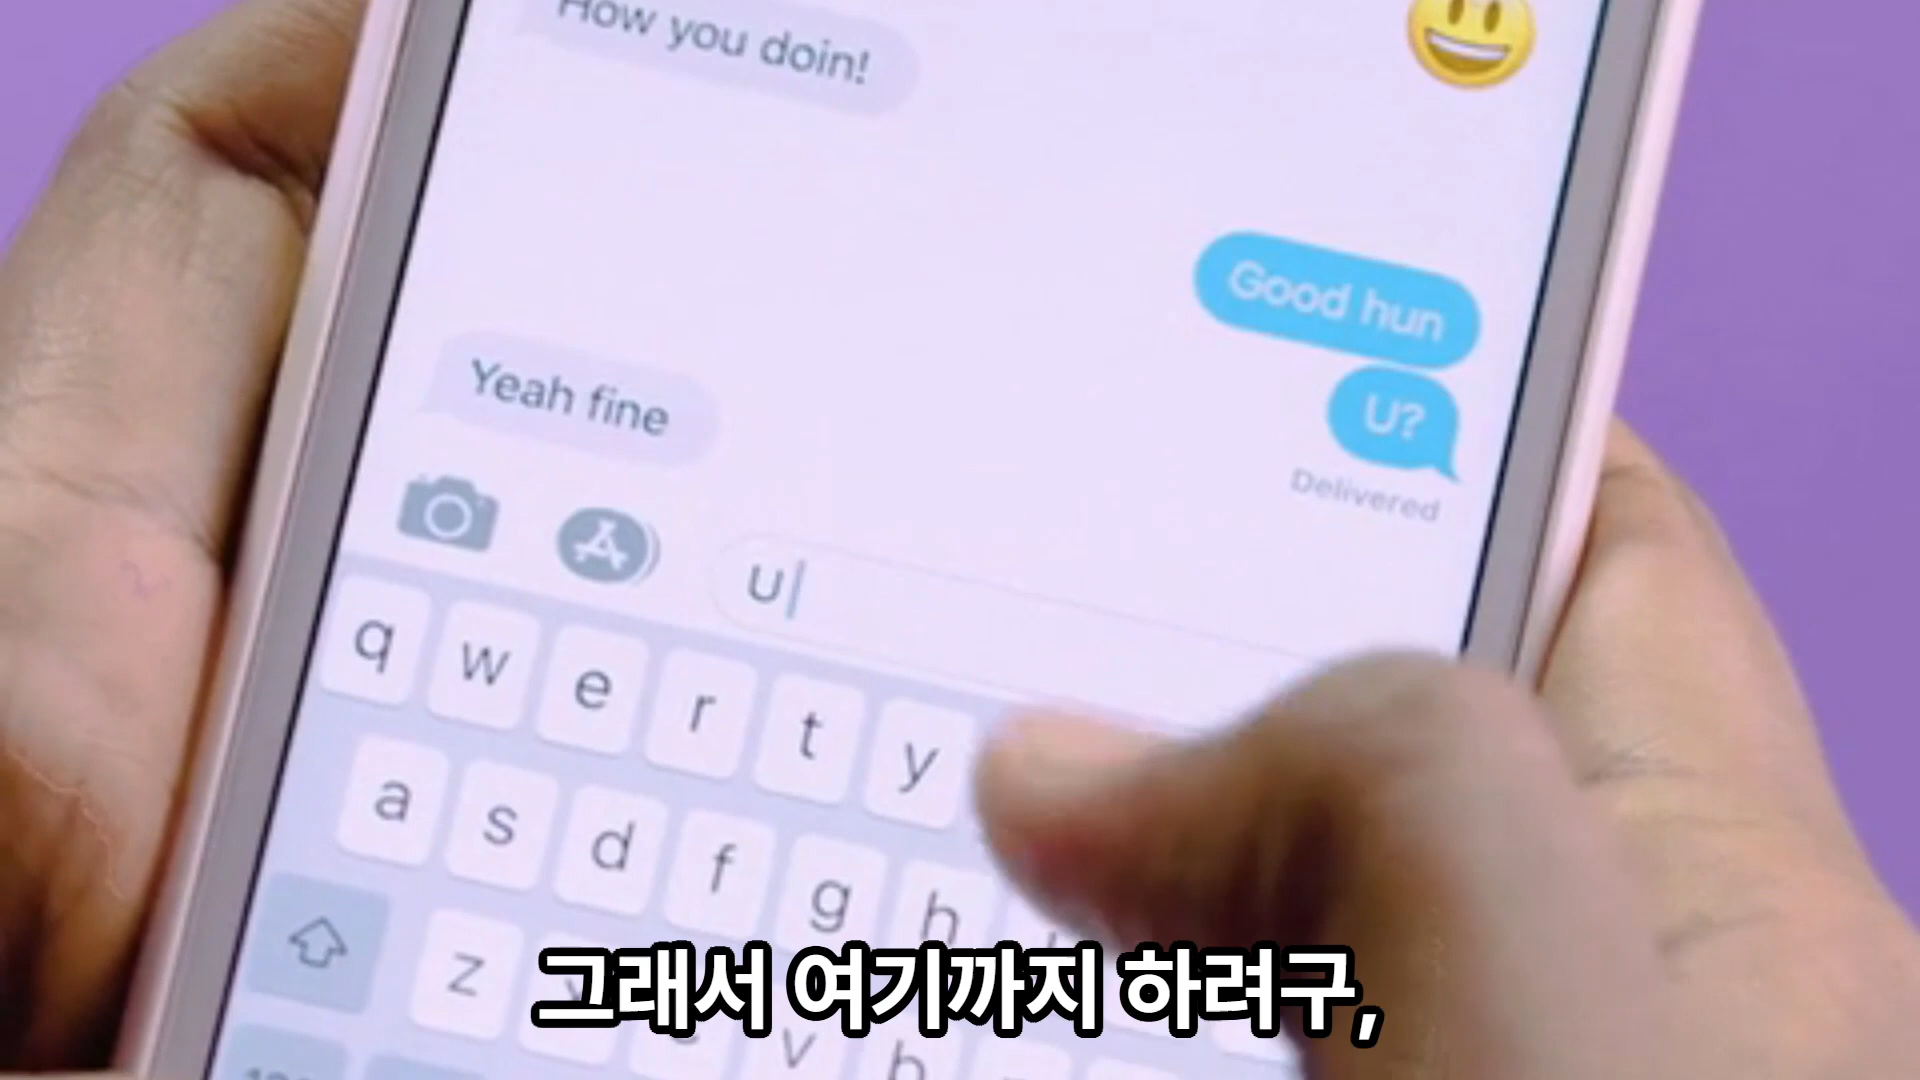 How you doin!
Good hun
U?
Delivered
Yeah fine
u
q w e r t y
a s d f g h
z v b
그래서 여기까지 하려구,